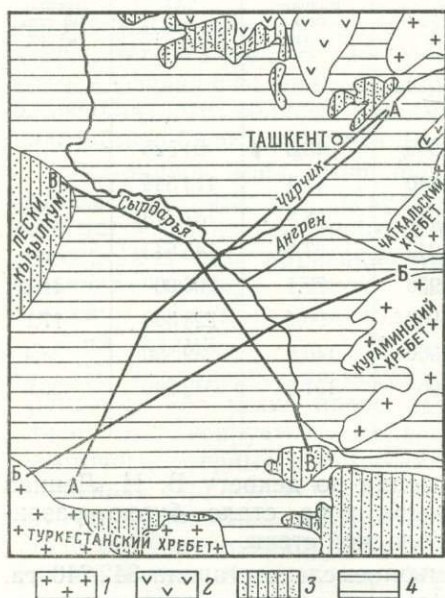 А
ТАШКЕНТ
Чирчик
В
Сырдарья
ПЕСКИ
КЫЗЫЛКУМ
Ангрен
ЧАТКАЛЬСКИЙ
ХРЕБЕТ
Б
КУРАМИНСКИЙ
ХРЕБЕТ
Б
А
В
ТУРКЕСТАНСКИЙ ХРЕБЕТ
1 2 3 4